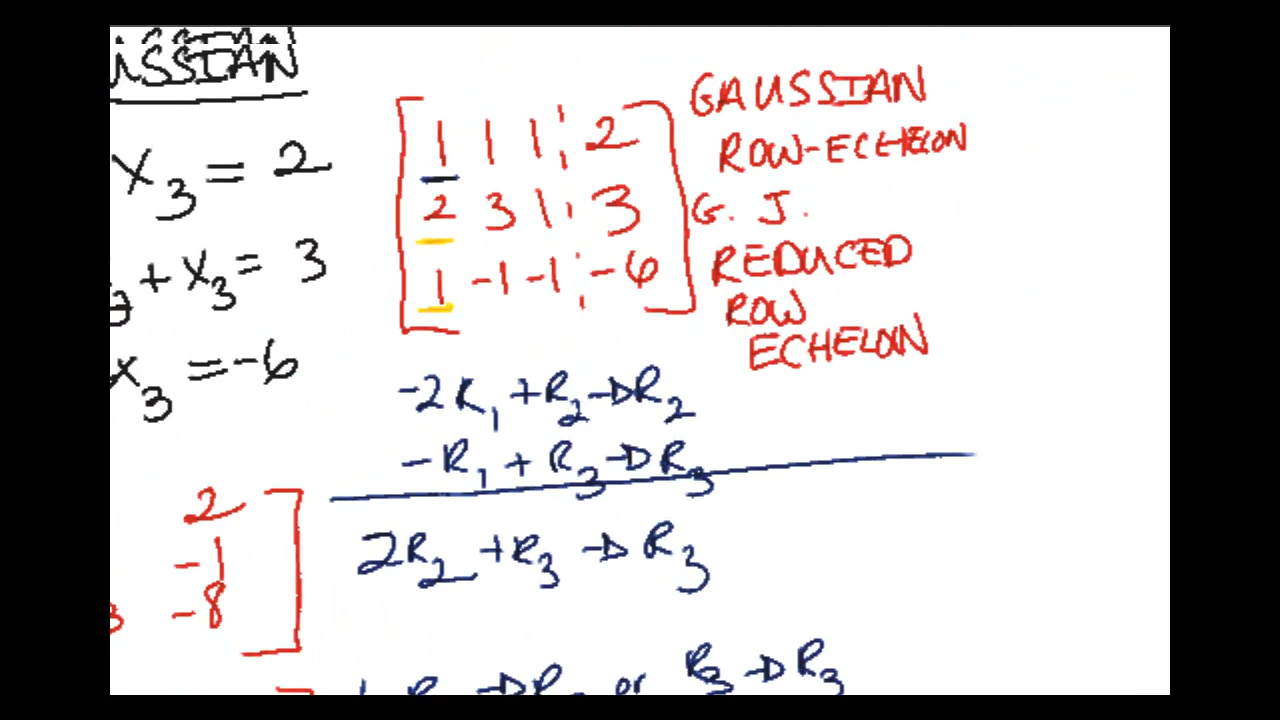 USSIAN
x₃ = 2
+ x₃ = 3
x₃ = -6
1 1 1 ¦ 2
2 3 1 ¦ 3
1 -1 -1 ¦ -6
GAUSSIAN
ROW-ECHELON
G. J.
REDUCED
ROW
ECHELON
-2R₁ + R₂ → R₂
-R₁ + R₃ → R₃
2
-1
-8
2R₂ + R₃ → R₃
or R₃ → R₃